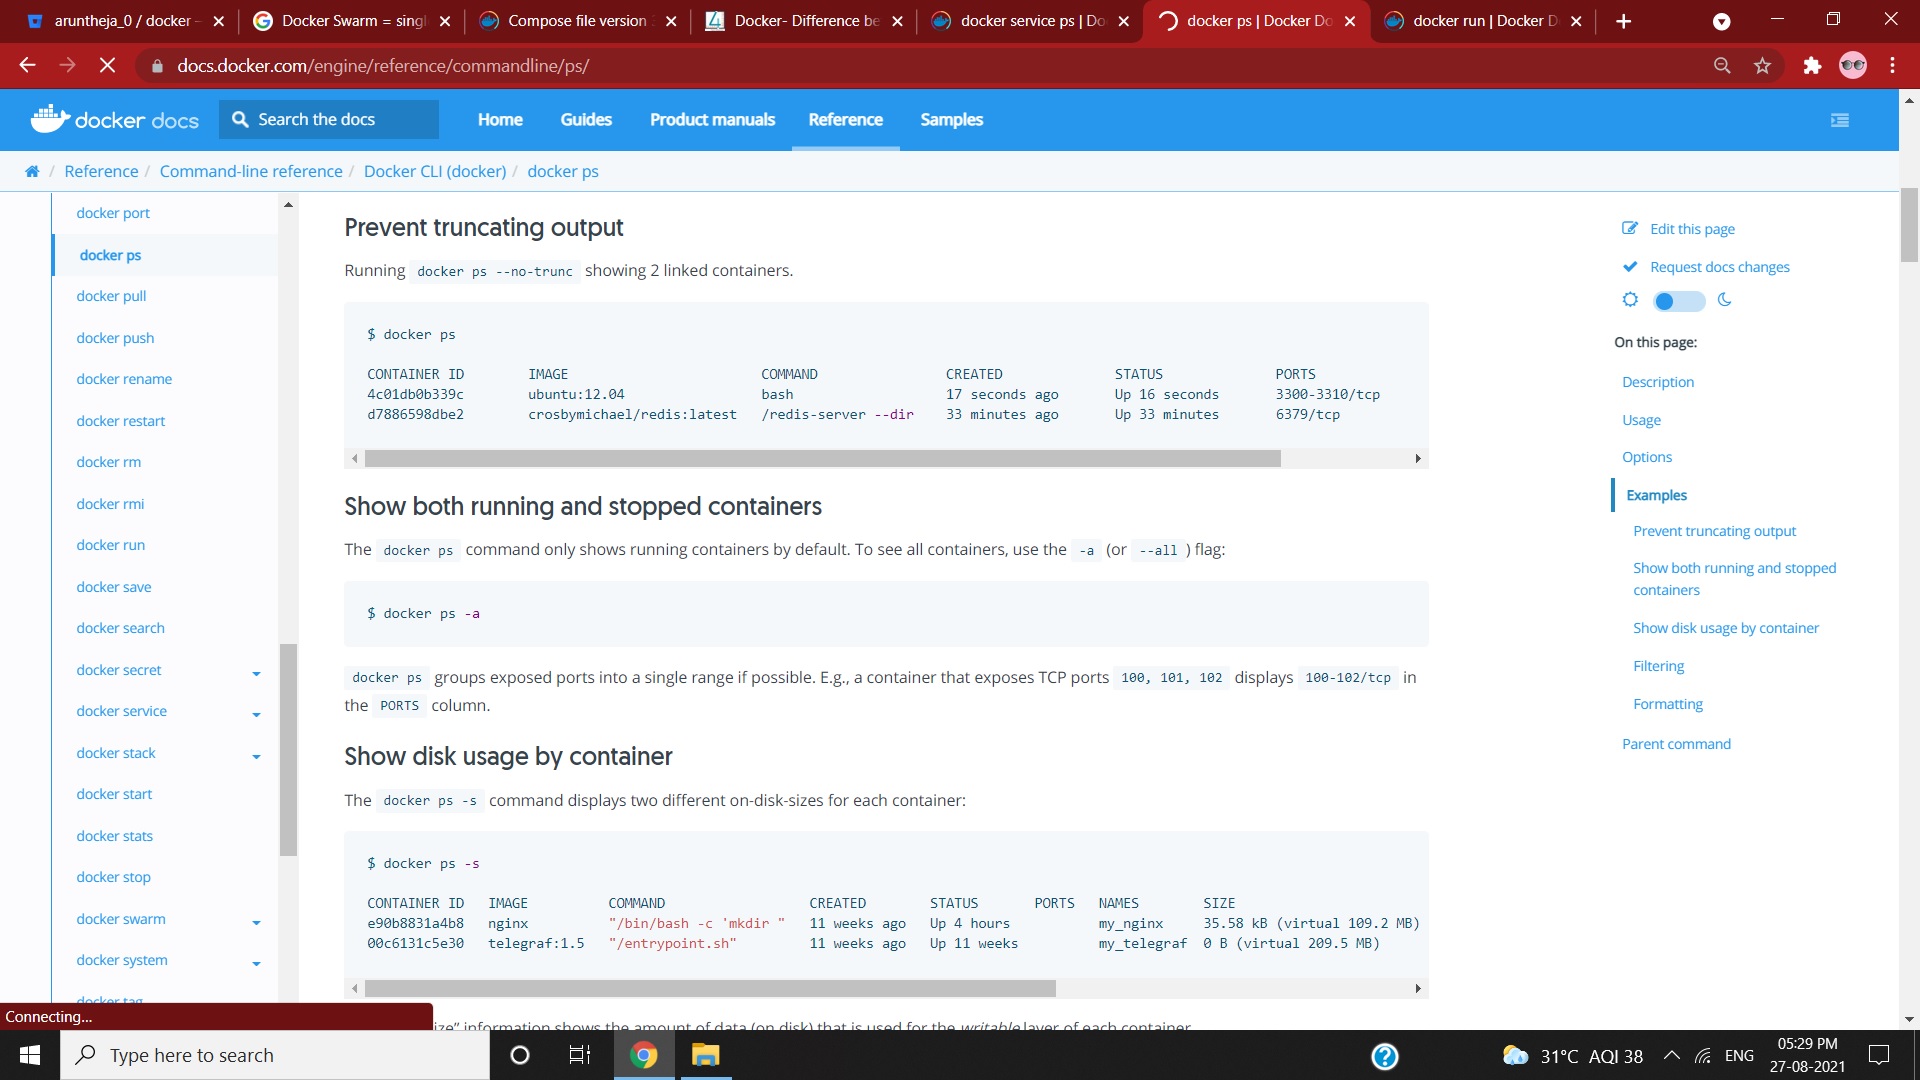 aruntheja_0 / docker
Docker Swarm = singl
Compose file version
Docker- Difference be
docker service ps | Do
docker ps | Docker Do
docker run | Docker D
docs.docker.com/engine/reference/commandline/ps/
docker docs
Search the docs
Home
Guides
Product manuals
Reference
Samples
/ Reference / Command-line reference / Docker CLI (docker) / docker ps
docker port
docker ps
docker pull
docker push
docker rename
docker restart
docker rm
docker rmi
docker run
docker save
docker search
docker secret
docker service
docker stack
docker start
docker stats
docker stop
docker swarm
docker system
docker tag
Prevent truncating output
Running docker ps --no-trunc showing 2 linked containers.
$ docker ps
CONTAINER ID IMAGE COMMAND CREATED STATUS PORTS
4c01db0b339c ubuntu:12.04 bash 17 seconds ago Up 16 seconds 3300-3310/tcp
d7886598dbe2 crosbymichael/redis:latest /redis-server --dir 33 minutes ago Up 33 minutes 6379/tcp
Show both running and stopped containers
The docker ps command only shows running containers by default. To see all containers, use the -a (or --all ) flag:
$ docker ps -a
docker ps groups exposed ports into a single range if possible. E.g., a container that exposes TCP ports 100, 101, 102 displays 100-102/tcp in
the PORTS column.
Show disk usage by container
The docker ps -s command displays two different on-disk-sizes for each container:
$ docker ps -s
CONTAINER ID IMAGE COMMAND CREATED STATUS PORTS NAMES SIZE
e90b8831a4b8 nginx "/bin/bash -c 'mkdir " 11 weeks ago Up 4 hours my_nginx 35.58 kB (virtual 109.2 MB)
00c6131c5e30 telegraf:1.5 "/entrypoint.sh" 11 weeks ago Up 11 weeks my_telegraf 0 B (virtual 209.5 MB)
ize" information shows the amount of data (on disk) that is used for the writable layer of each container
Edit this page
Request docs changes
On this page:
Description
Usage
Options
Examples
Prevent truncating output
Show both running and stopped
containers
Show disk usage by container
Filtering
Formatting
Parent command
Connecting...
Type here to search
31°C AQI 38
ENG
05:29 PM
27-08-2021